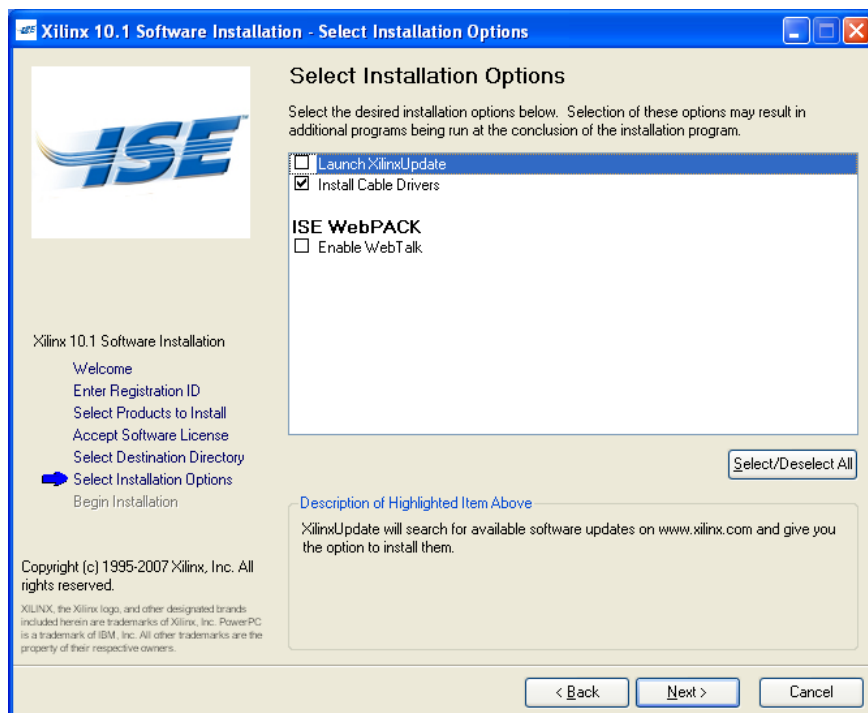 Xilinx 10.1 Software Installation - Select Installation Options
ISE
Select Installation Options
Select the desired installation options below. Selection of these options may result in
additional programs being run at the conclusion of the installation program.
Launch XilinxUpdate
Install Cable Drivers
ISE WebPACK
Enable WebTalk
Xilinx 10.1 Software Installation
Welcome
Enter Registration ID
Select Products to Install
Accept Software License
Select Destination Directory
Select Installation Options
Begin Installation
Select/Deselect All
Description of Highlighted Item Above
XilinxUpdate will search for available software updates on www.xilinx.com and give you
the option to install them.
Copyright (c) 1995-2007 Xilinx, Inc. All
rights reserved.
XILINX, the Xilinx logo, and other designated brands
included herein are trademarks of Xilinx, Inc. PowerPC
is a trademark of IBM, Inc. All other trademarks are the
property of their respective owners.
< Back
Next >
Cancel